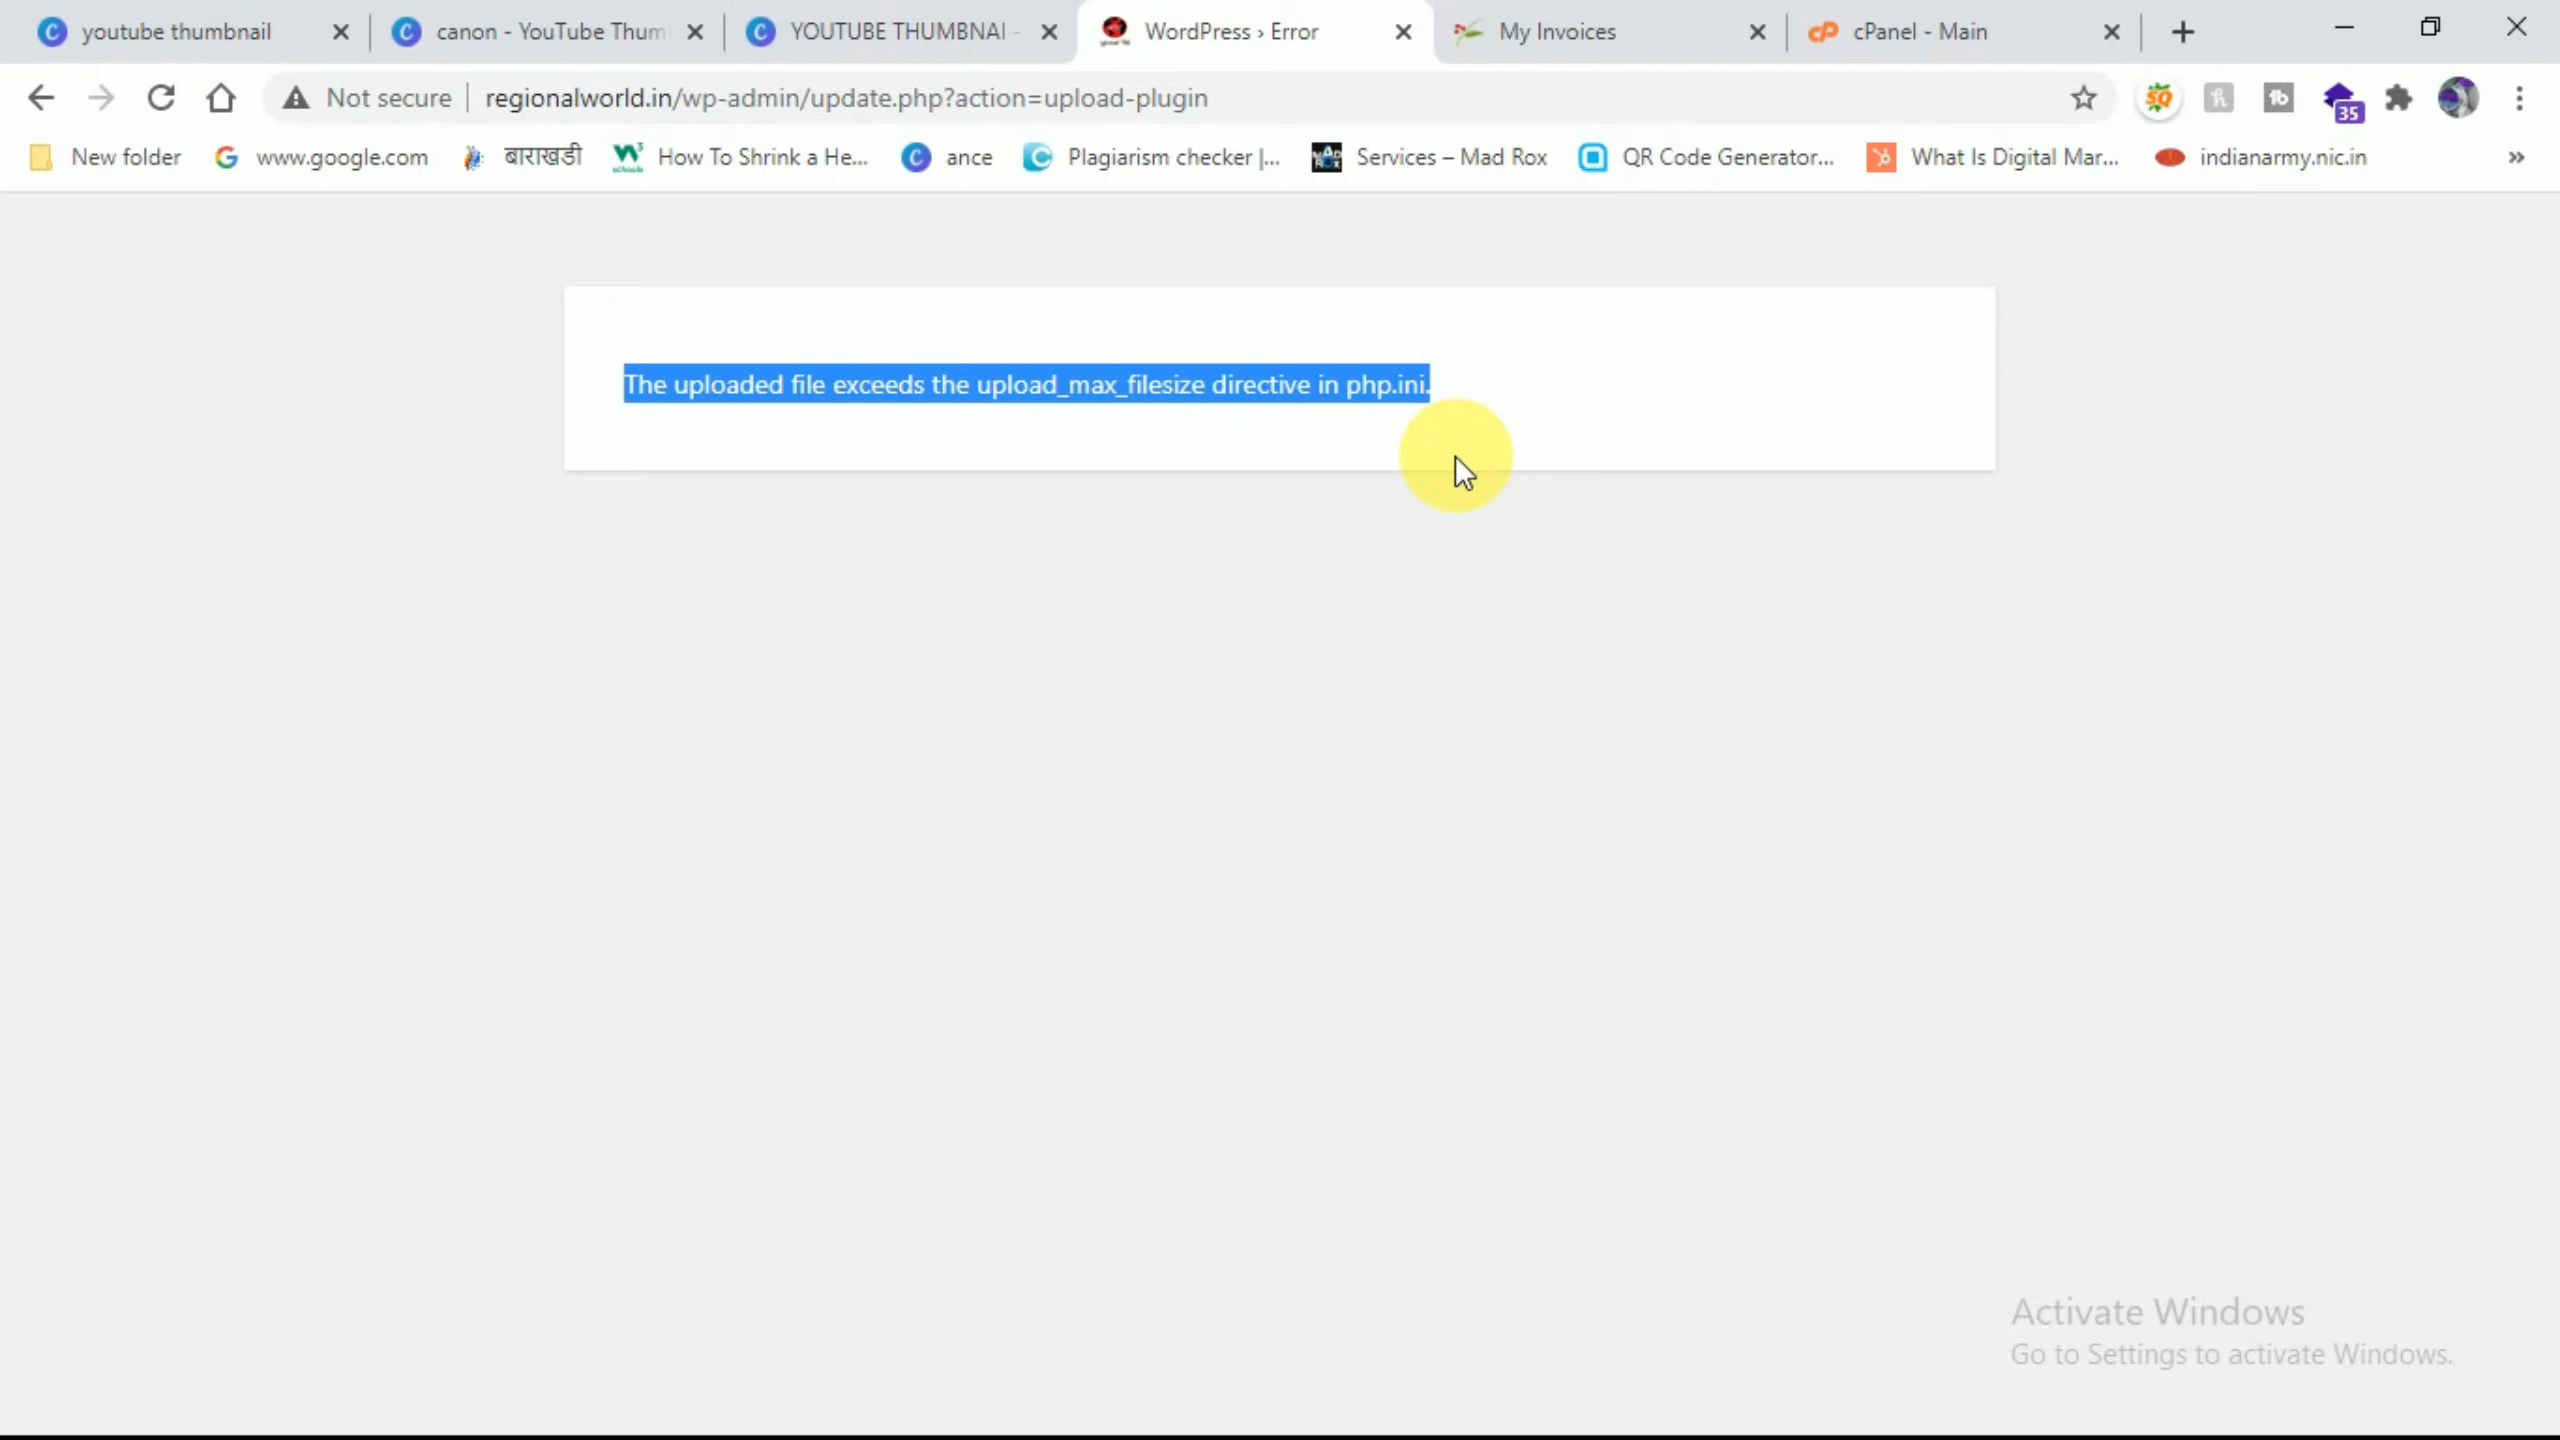 youtube thumbnail
canon - YouTube Thum
YOUTUBE THUMBNAI -
WordPress › Error
My Invoices
cPanel - Main
Not secure
regionalworld.in/wp-admin/update.php?action=upload-plugin
35
New folder
www.google.com
बाराखडी
How To Shrink a He...
ance
Plagiarism checker |...
Services – Mad Rox
QR Code Generator...
What Is Digital Mar...
indianarmy.nic.in
The uploaded file exceeds the upload_max_filesize directive in php.ini.
Activate Windows
Go to Settings to activate Windows.